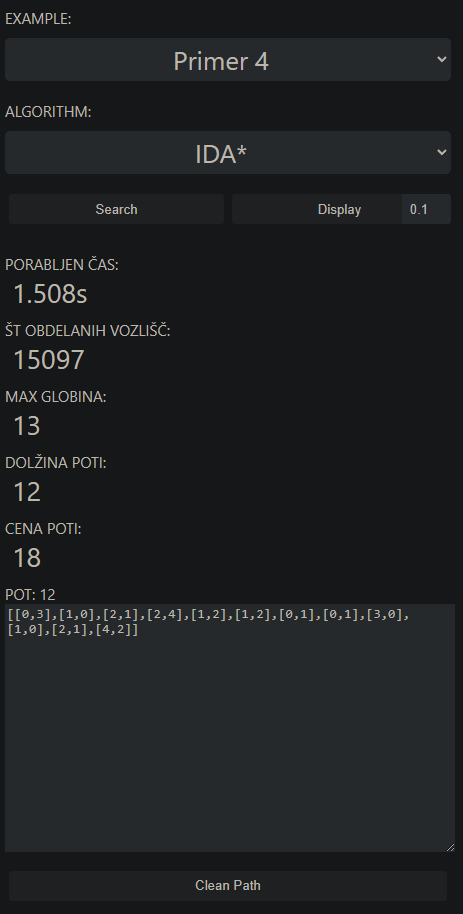 EXAMPLE:
Primer 4
ALGORITHM:
IDA*
Search Display 0.1
PORABLJEN ČAS:
1.508s
ŠT OBDELANIH VOZLIŠČ:
15097
MAX GLOBINA:
13
DOLŽINA POTI:
12
CENA POTI:
18
POT: 12
[[0,3],[1,0],[2,1],[2,4],[1,2],[1,2],[0,1],[0,1],[3,0],
[1,0],[2,1],[4,2]]
Clean Path